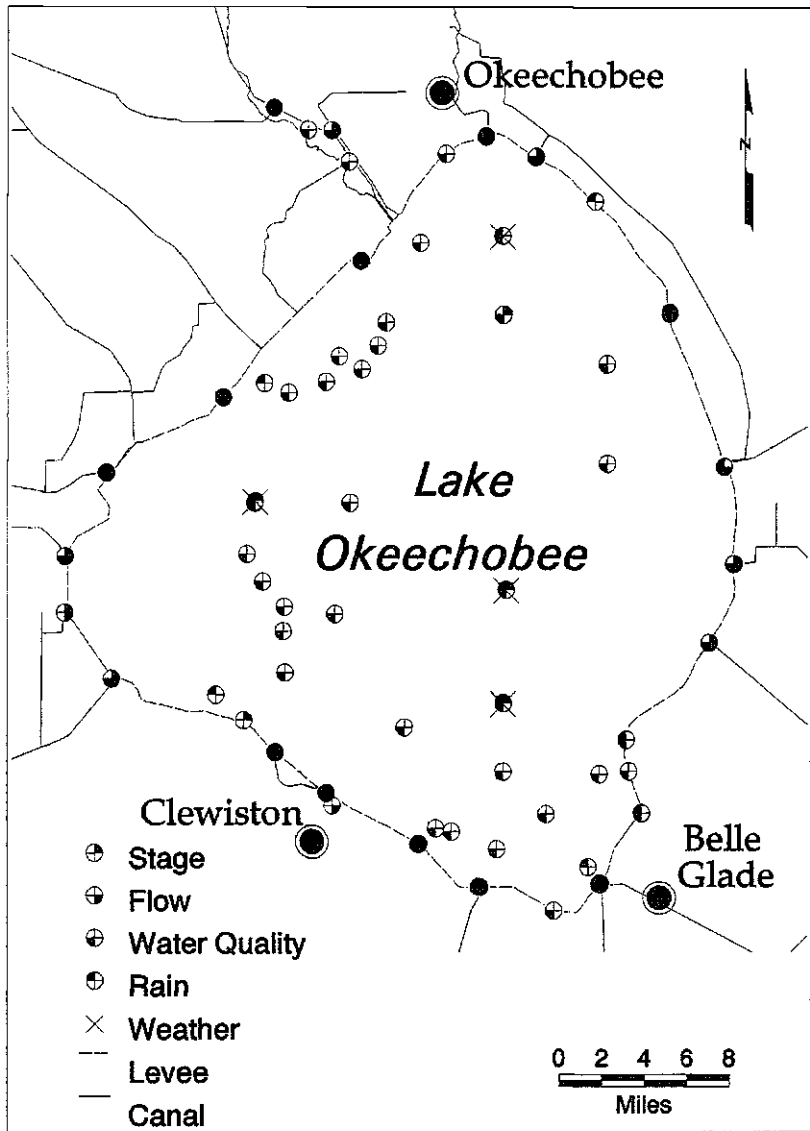 Okeechobee
N
Lake
Okeechobee
Clewiston
Belle
Glade
Stage
Flow
Water Quality
Rain
Weather
Levee
Canal
0 2 4 6 8
Miles